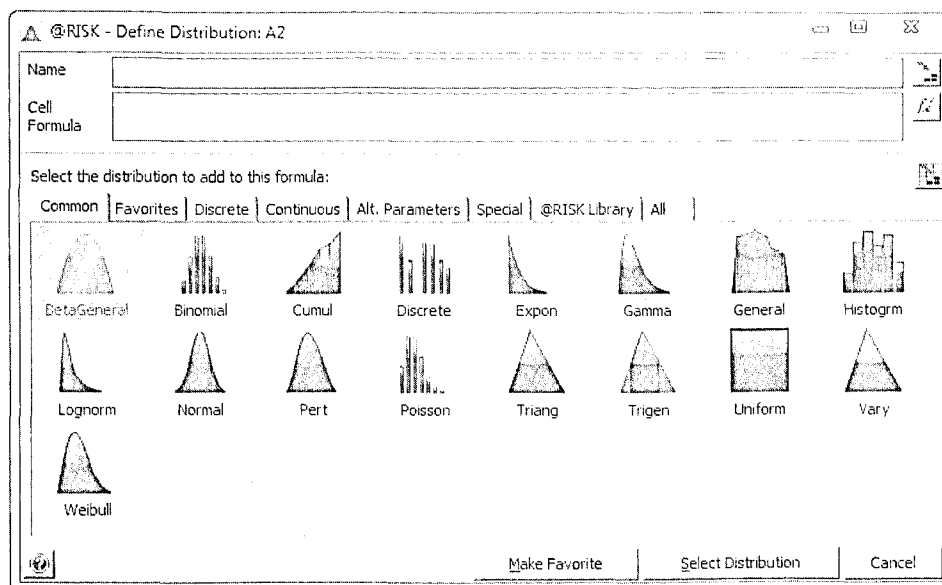 @RISK - Define Distribution: A2
Name
Cell
Formula
Select the distribution to add to this formula:
Common Favorites Discrete Continuous Alt. Parameters Special @RISK Library All
BetaGeneral Binomial Cumul Discrete Expon Gamma General Histogrm
Lognorm Normal Pert Poisson Triang Trigen Uniform Vary
Weibull
Make Favorite Select Distribution Cancel